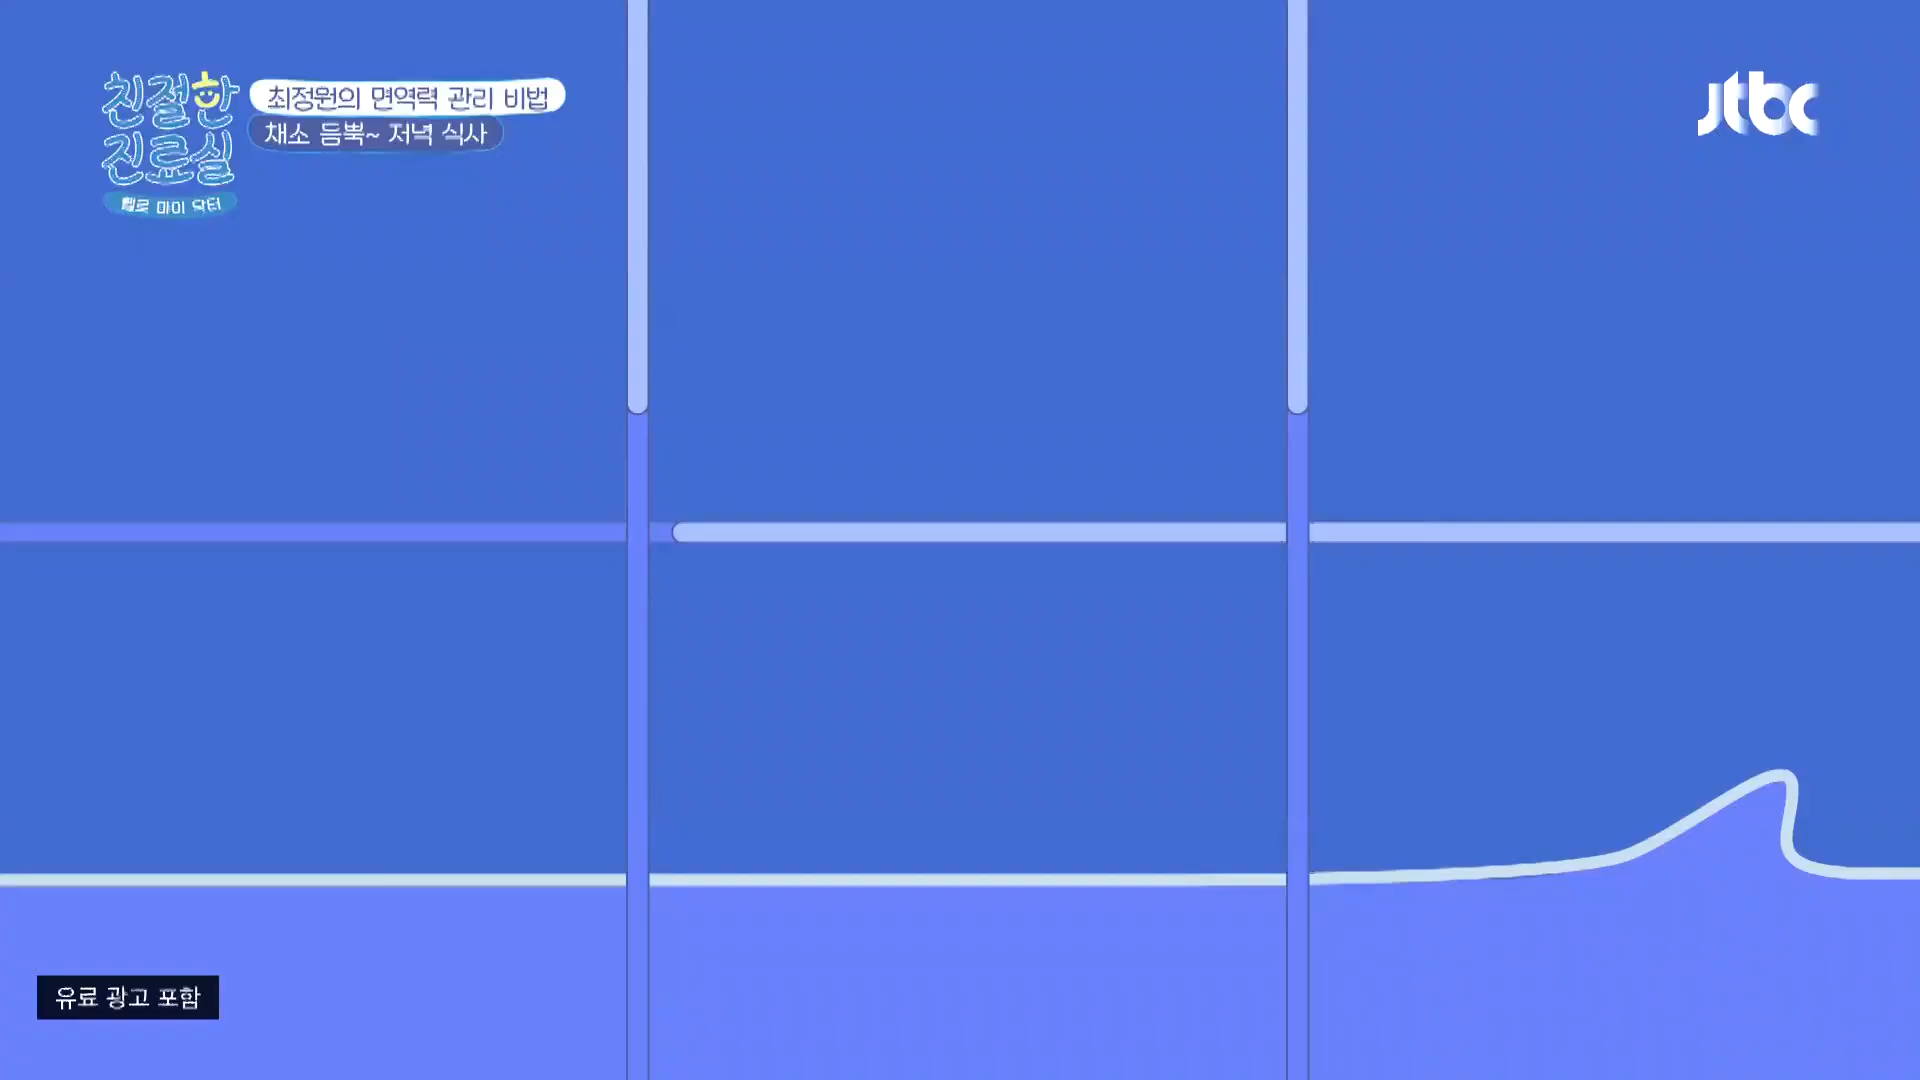 친절한
진료실
헬로 마이 닥터
최정원의 면역력 관리 비법
채소 듬뿍~ 저녁 식사
jtbc
유료 광고 포함